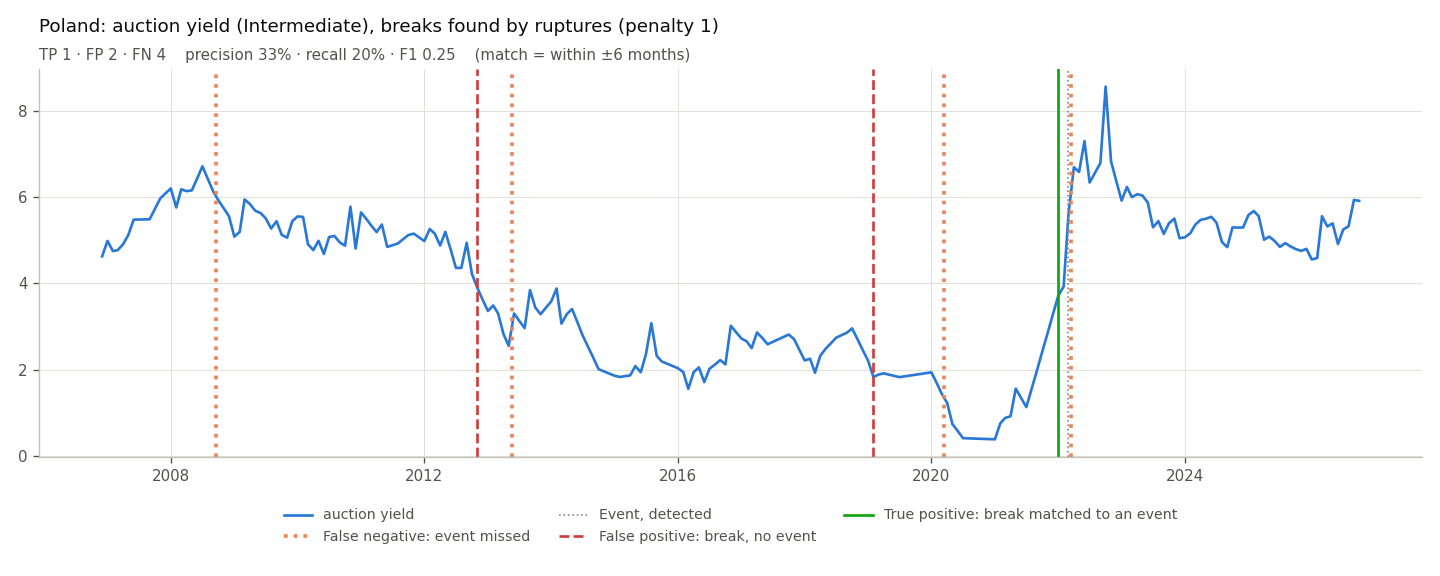 Poland: auction yield (Intermediate), breaks found by ruptures (penalty 1)
TP 1 · FP 2 · FN 4    precision 33% · recall 20% · F1 0.25    (match = within ±6 months)
8
6
4
2
0
2008 2012 2016 2020 2024
auction yield    Event, detected    True positive: break matched to an event
False negative: event missed    False positive: break, no event